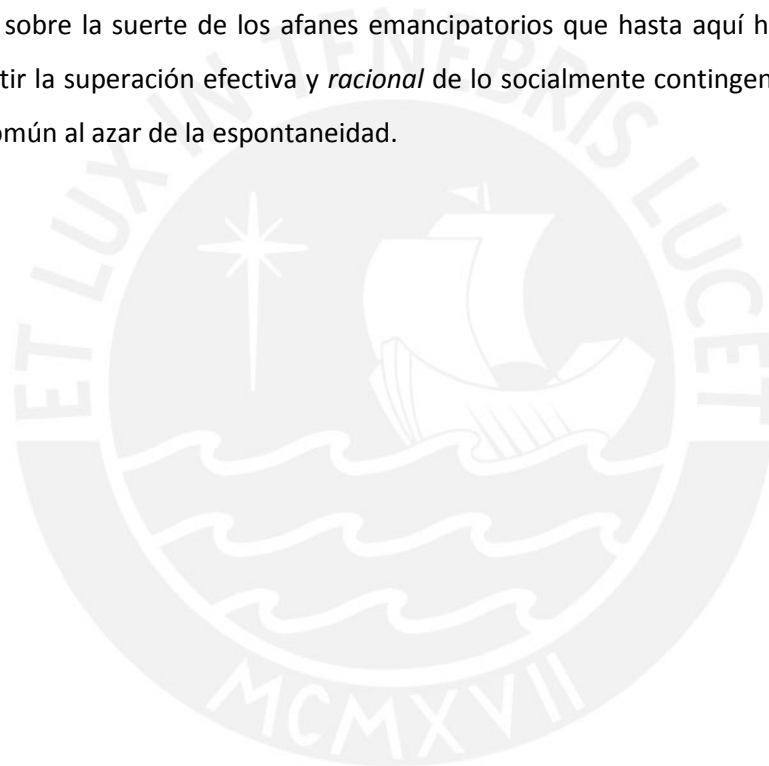 sobre la suerte de los afanes emancipatorios que hasta aquí h
tir la superación efectiva y racional de lo socialmente contingen
omún al azar de la espontaneidad.
ET LUX IN TENEBRIS LUCET
MCMXVII